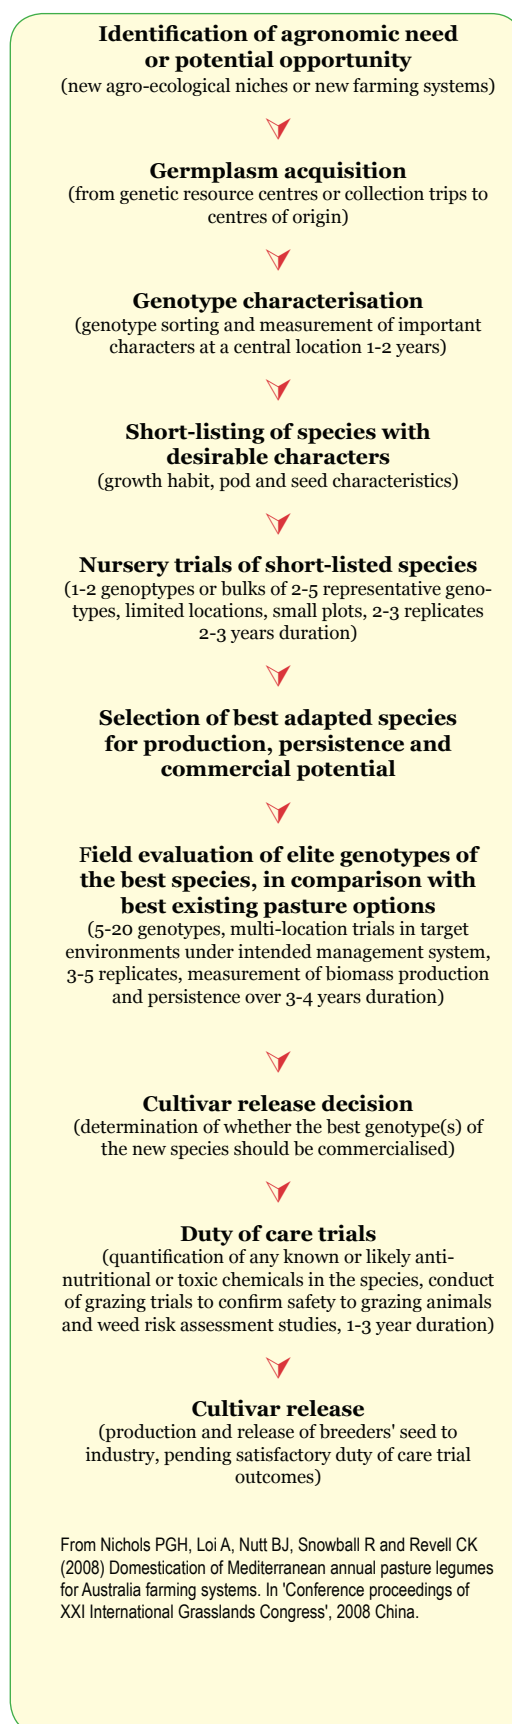 Identification of agronomic need
or potential opportunity
(new agro-ecological niches or new farming systems)
Germplasm acquisition
(from genetic resource centres or collection trips to
centres of origin)
Genotype characterisation
(genotype sorting and measurement of important
characters at a central location 1-2 years)
Short-listing of species with
desirable characters
(growth habit, pod and seed characteristics)
Nursery trials of short-listed species
(1-2 genoptypes or bulks of 2-5 representative geno-
types, limited locations, small plots, 2-3 replicates
2-3 years duration)
Selection of best adapted species
for production, persistence and
commercial potential
Field evaluation of elite genotypes of
the best species, in comparison with
best existing pasture options
(5-20 genotypes, multi-location trials in target
environments under intended management system,
3-5 replicates, measurement of biomass production
and persistence over 3-4 years duration)
Cultivar release decision
(determination of whether the best genotype(s) of
the new species should be commercialised)
Duty of care trials
(quantification of any known or likely anti-
nutritional or toxic chemicals in the species, conduct
of grazing trials to confirm safety to grazing animals
and weed risk assessment studies, 1-3 year duration)
Cultivar release
(production and release of breeders' seed to
industry, pending satisfactory duty of care trial
outcomes)
From Nichols PGH, Loi A, Nutt BJ, Snowball R and Revell CK
(2008) Domestication of Mediterranean annual pasture legumes
for Australia farming systems. In 'Conference proceedings of
XXI International Grasslands Congress', 2008 China.